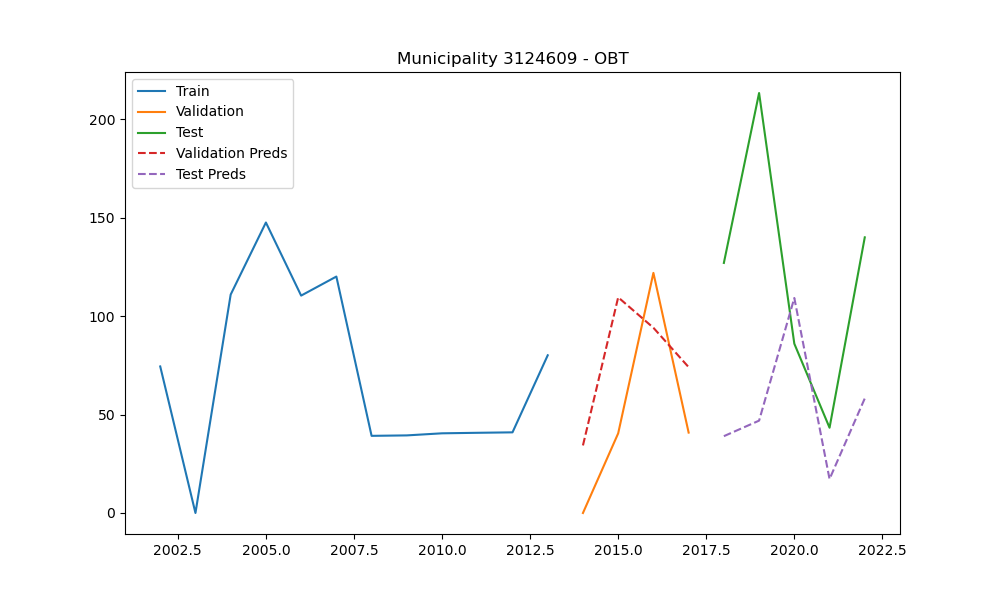 Municipality 3124609 - OBT
Train
Validation
Test
Validation Preds
Test Preds
200
150
100
50
0
2002.5 2005.0 2007.5 2010.0 2012.5 2015.0 2017.5 2020.0 2022.5